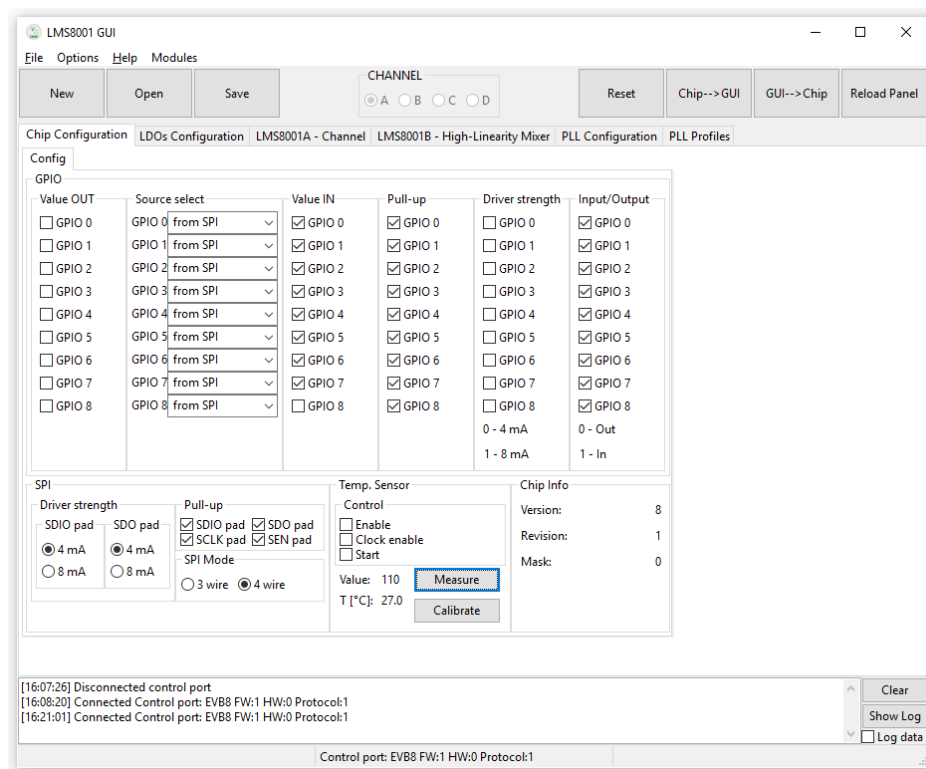 LMS8001 GUI
File Options Help Modules
New Open Save CHANNEL A B C D Reset Chip-->GUI GUI-->Chip Reload Panel
Chip Configuration LDOs Configuration LMS8001A - Channel LMS8001B - High-Linearity Mixer PLL Configuration PLL Profiles
Config
GPIO
Value OUT Source select Value IN Pull-up Driver strength Input/Output
GPIO 0 GPIO 0 from SPI GPIO 0 GPIO 0 GPIO 0 GPIO 0
GPIO 1 GPIO 1 from SPI GPIO 1 GPIO 1 GPIO 1 GPIO 1
GPIO 2 GPIO 2 from SPI GPIO 2 GPIO 2 GPIO 2 GPIO 2
GPIO 3 GPIO 3 from SPI GPIO 3 GPIO 3 GPIO 3 GPIO 3
GPIO 4 GPIO 4 from SPI GPIO 4 GPIO 4 GPIO 4 GPIO 4
GPIO 5 GPIO 5 from SPI GPIO 5 GPIO 5 GPIO 5 GPIO 5
GPIO 6 GPIO 6 from SPI GPIO 6 GPIO 6 GPIO 6 GPIO 6
GPIO 7 GPIO 7 from SPI GPIO 7 GPIO 7 GPIO 7 GPIO 7
GPIO 8 GPIO 8 from SPI GPIO 8 GPIO 8 GPIO 8 GPIO 8
0 - 4 mA 0 - Out
1 - 8 mA 1 - In
SPI Temp. Sensor Chip Info
Driver strength Pull-up Control Version: 8
SDIO pad SDO pad SDIO pad SDO pad Enable
SCLK pad SEN pad Clock enable Revision: 1
4 mA 4 mA Start
SPI Mode Mask: 0
8 mA 8 mA 3 wire 4 wire Value: 110 Measure
T [°C]: 27.0 Calibrate
[16:07:26] Disconnected control port Clear
[16:08:20] Connected Control port: EVB8 FW:1 HW:0 Protocol:1
[16:21:01] Connected Control port: EVB8 FW:1 HW:0 Protocol:1 Show Log
Log data
Control port: EVB8 FW:1 HW:0 Protocol:1